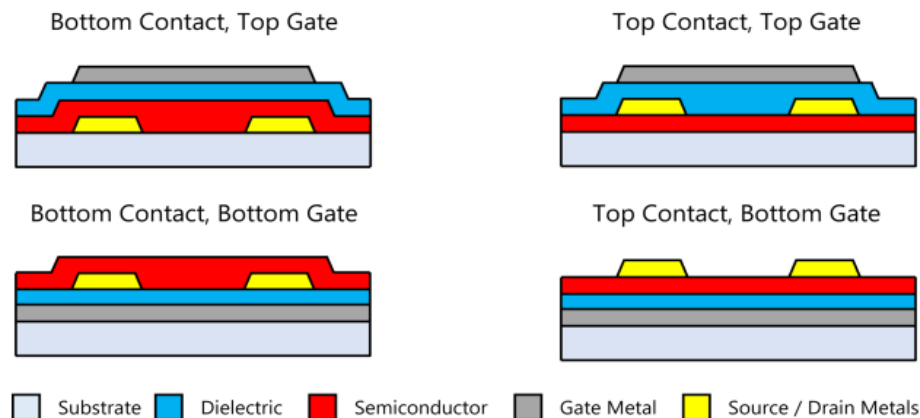 Bottom Contact, Top Gate
Top Contact, Top Gate
Bottom Contact, Bottom Gate
Top Contact, Bottom Gate
Substrate Dielectric Semiconductor Gate Metal Source / Drain Metals